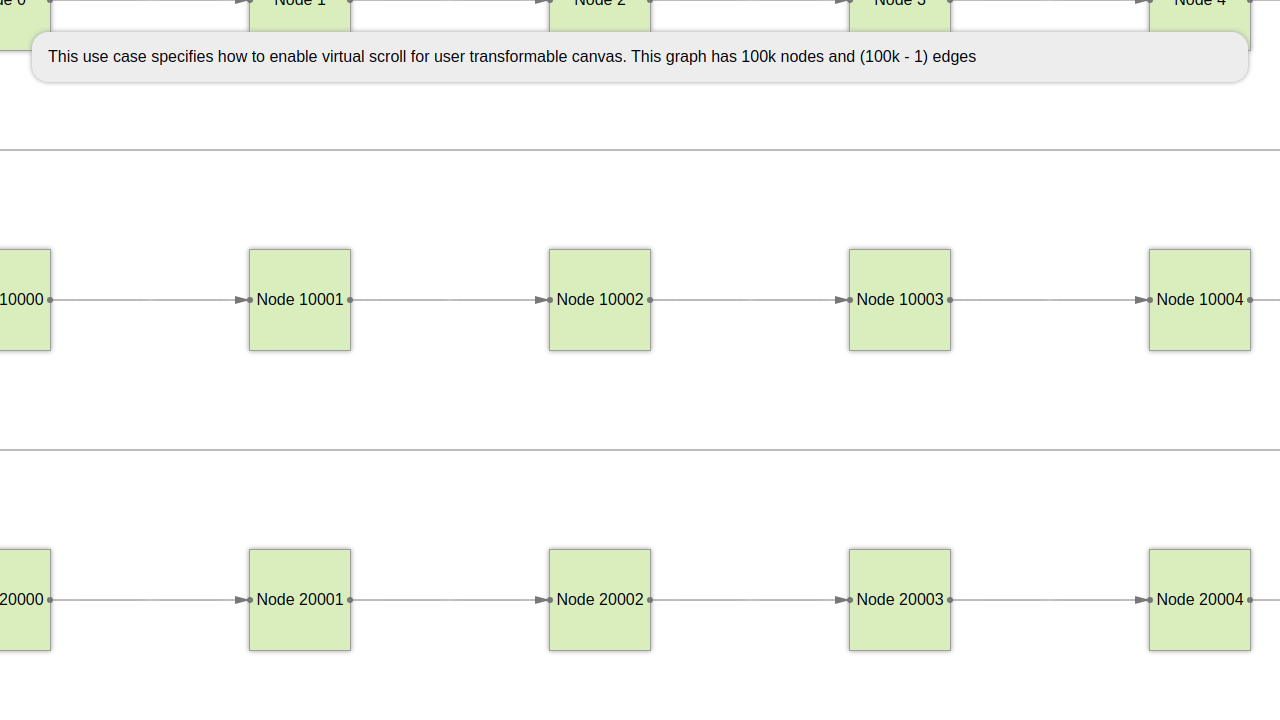 Node 1 Node 2 Node 3 Node 4
This use case specifies how to enable virtual scroll for user transformable canvas. This graph has 100k nodes and (100k - 1) edges
10000 Node 10001 Node 10002 Node 10003 Node 10004
20000 Node 20001 Node 20002 Node 20003 Node 20004